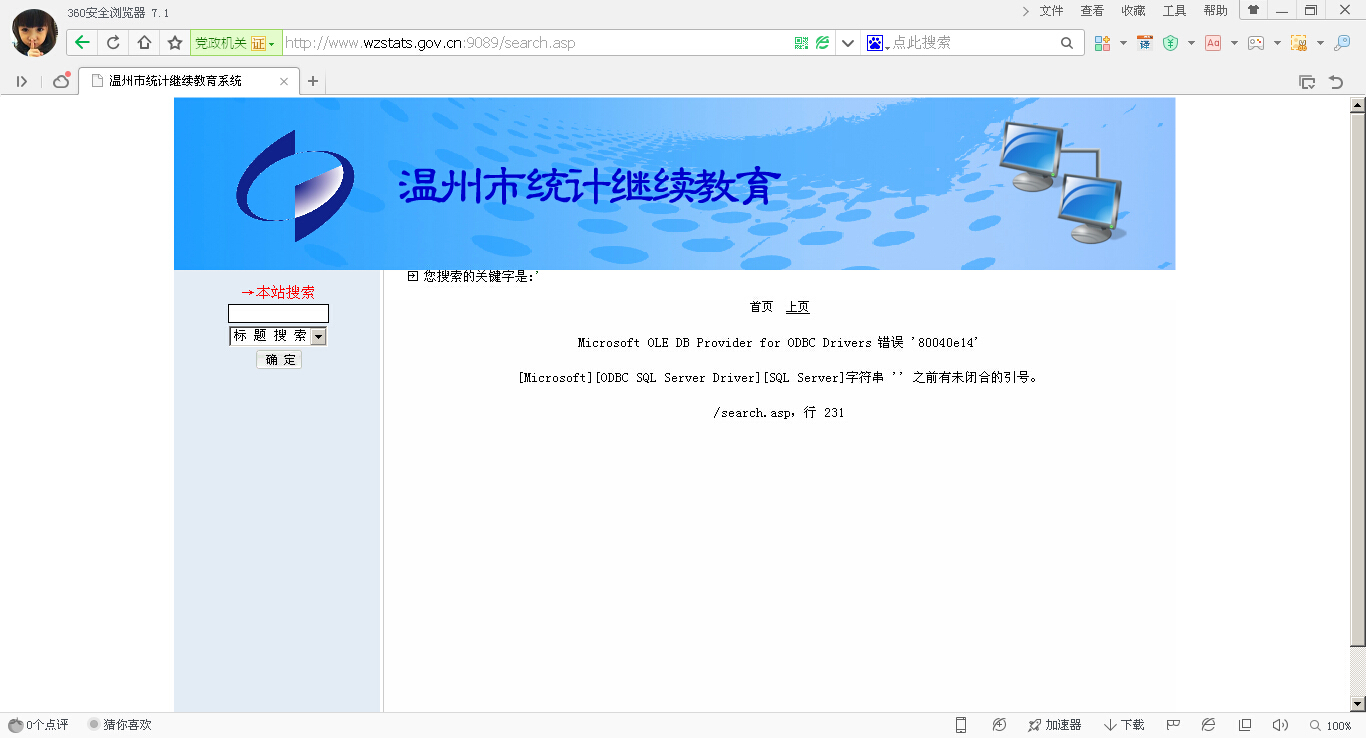 360安全浏览器 7.1
文件 查看 收藏 工具 帮助
党政机关 证 http://www.wzstats.gov.cn:9089/search.asp
点此搜索
译 Aa
温州市统计继续教育系统
温州市统计继续教育
→本站搜索
标 题 搜 索
确 定
您搜索的关键字是:'
首页 上页
Microsoft OLE DB Provider for ODBC Drivers 错误 '80040e14'
[Microsoft][ODBC SQL Server Driver][SQL Server]字符串 '' 之前有未闭合的引号。
/search.asp，行 231
0个点评 猜你喜欢
加速器 下载 100%